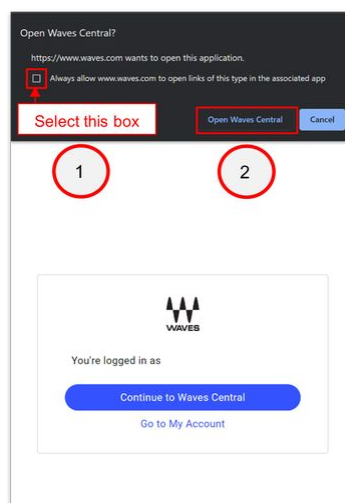 Open Waves Central?
https://www.waves.com wants to open this application.
Always allow www.waves.com to open links of this type in the associated app
Select this box
Open Waves Central
Cancel
1
2
WAVES
You're logged in as
Continue to Waves Central
Go to My Account